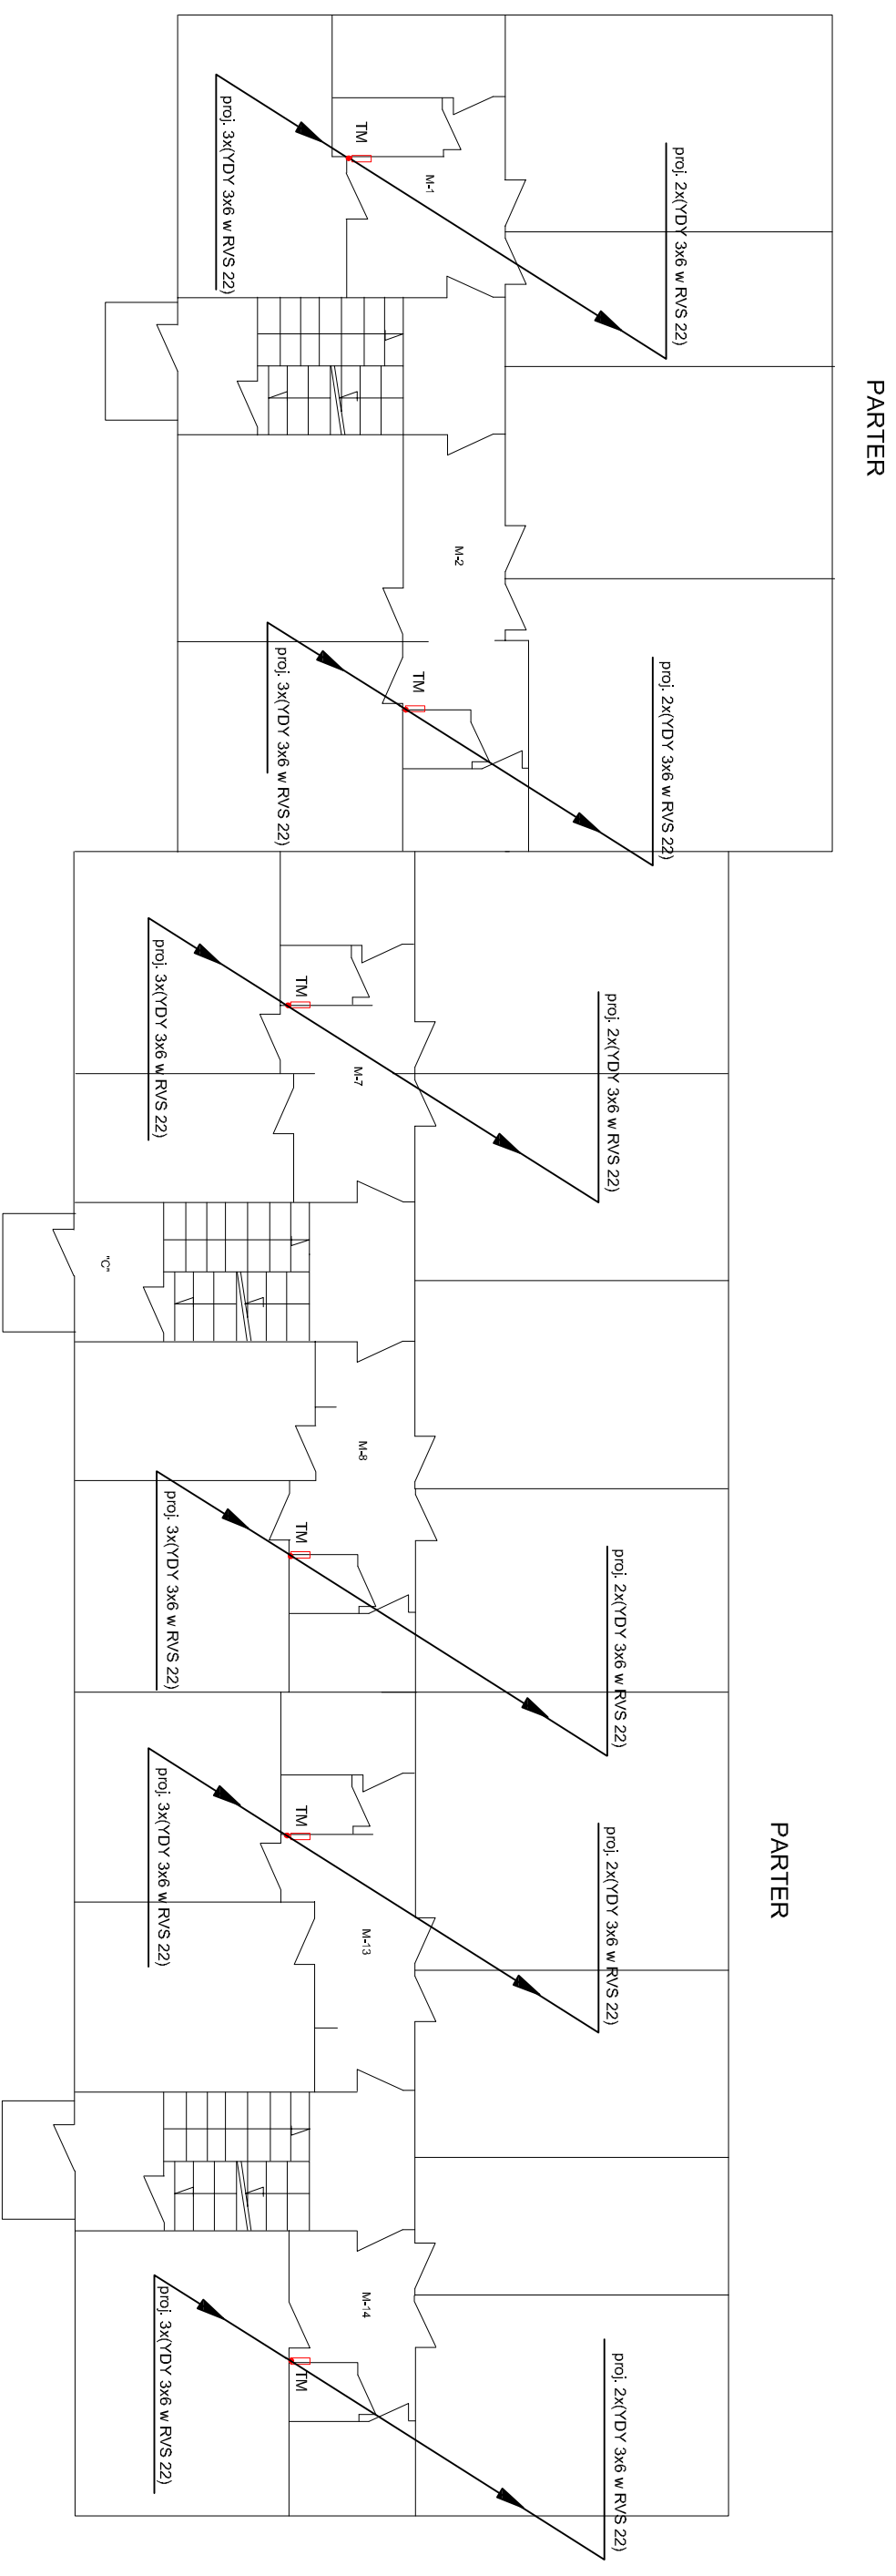 PARTER
proj. 3x(YDY 3x6 w RVS 22)
TM
M-1
proj. 2x(YDY 3x6 w RVS 22)
M-2
proj. 3x(YDY 3x6 w RVS 22)
TM
proj. 2x(YDY 3x6 w RVS 22)
proj. 3x(YDY 3x6 w RVS 22)
TM
M-7
proj. 2x(YDY 3x6 w RVS 22)
"C"
M-8
proj. 3x(YDY 3x6 w RVS 22)
TM
proj. 2x(YDY 3x6 w RVS 22)
PARTER
proj. 3x(YDY 3x6 w RVS 22)
TM
M-13
proj. 2x(YDY 3x6 w RVS 22)
M-14
proj. 3x(YDY 3x6 w RVS 22)
TM
proj. 2x(YDY 3x6 w RVS 22)